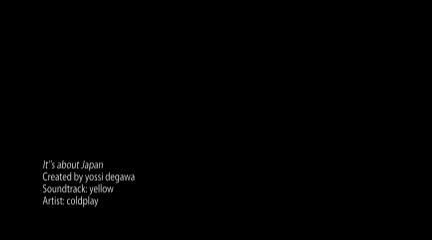 It''s about Japan
Created by yossi degawa
Soundtrack: yellow
Artist: coldplay